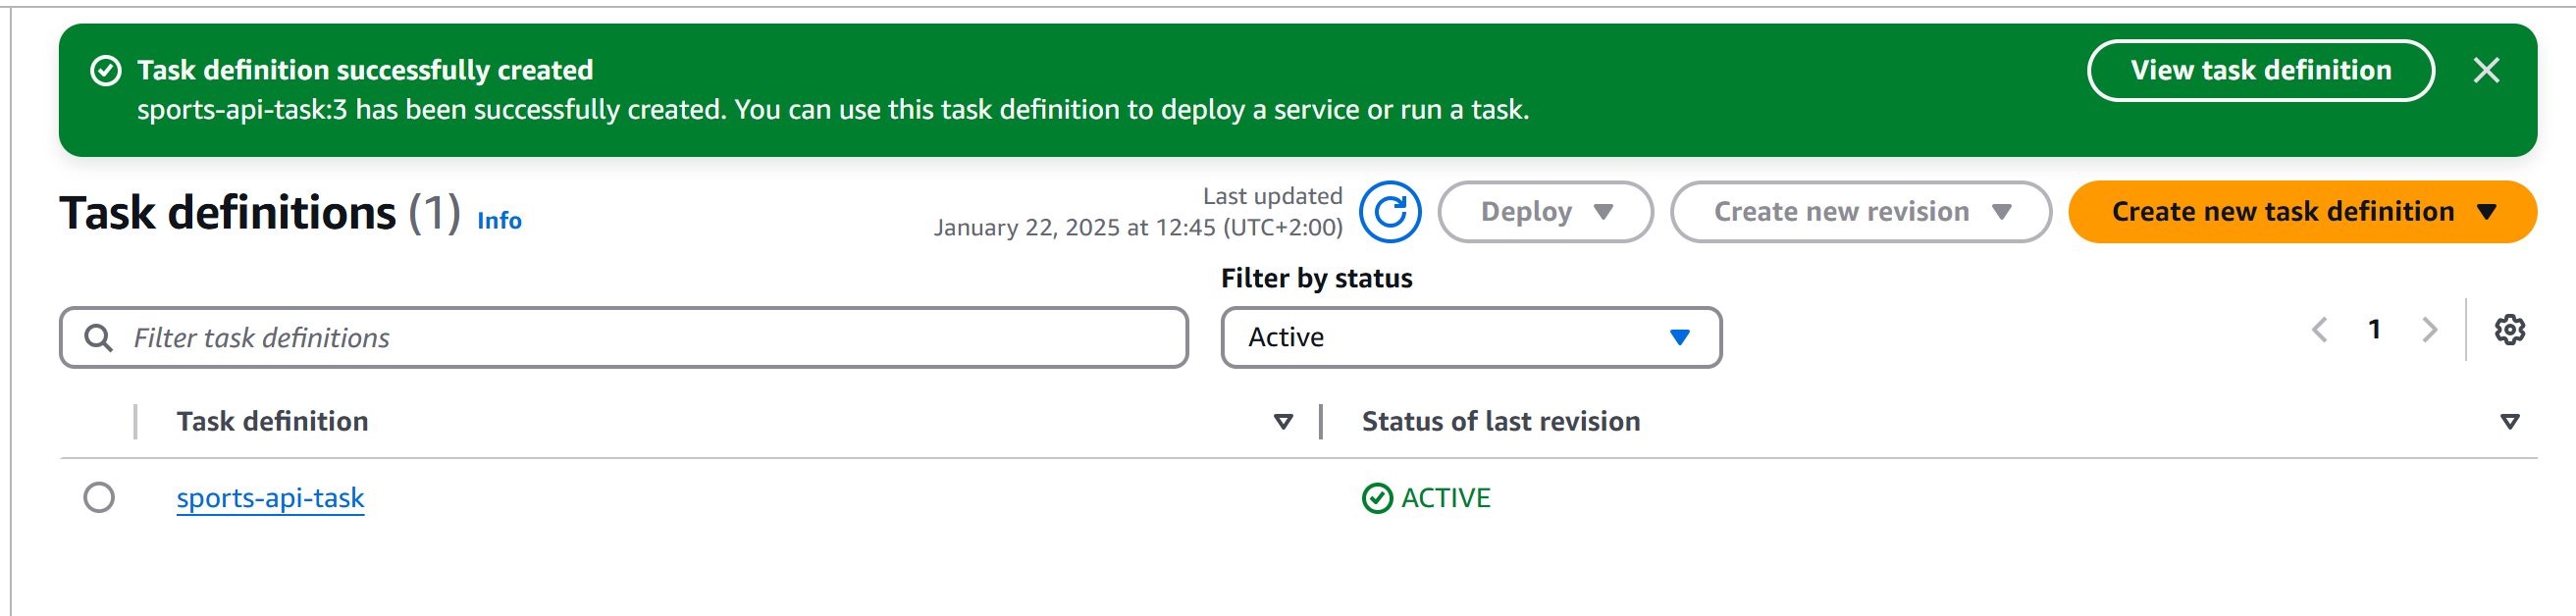 Task definition successfully created
View task definition
sports-api-task:3 has been successfully created. You can use this task definition to deploy a service or run a task.
Task definitions (1) Info
Last updated
January 22, 2025 at 12:45 (UTC+2:00)
Deploy
Create new revision
Create new task definition
Filter by status
Filter task definitions
Active
1
Task definition
Status of last revision
sports-api-task
ACTIVE